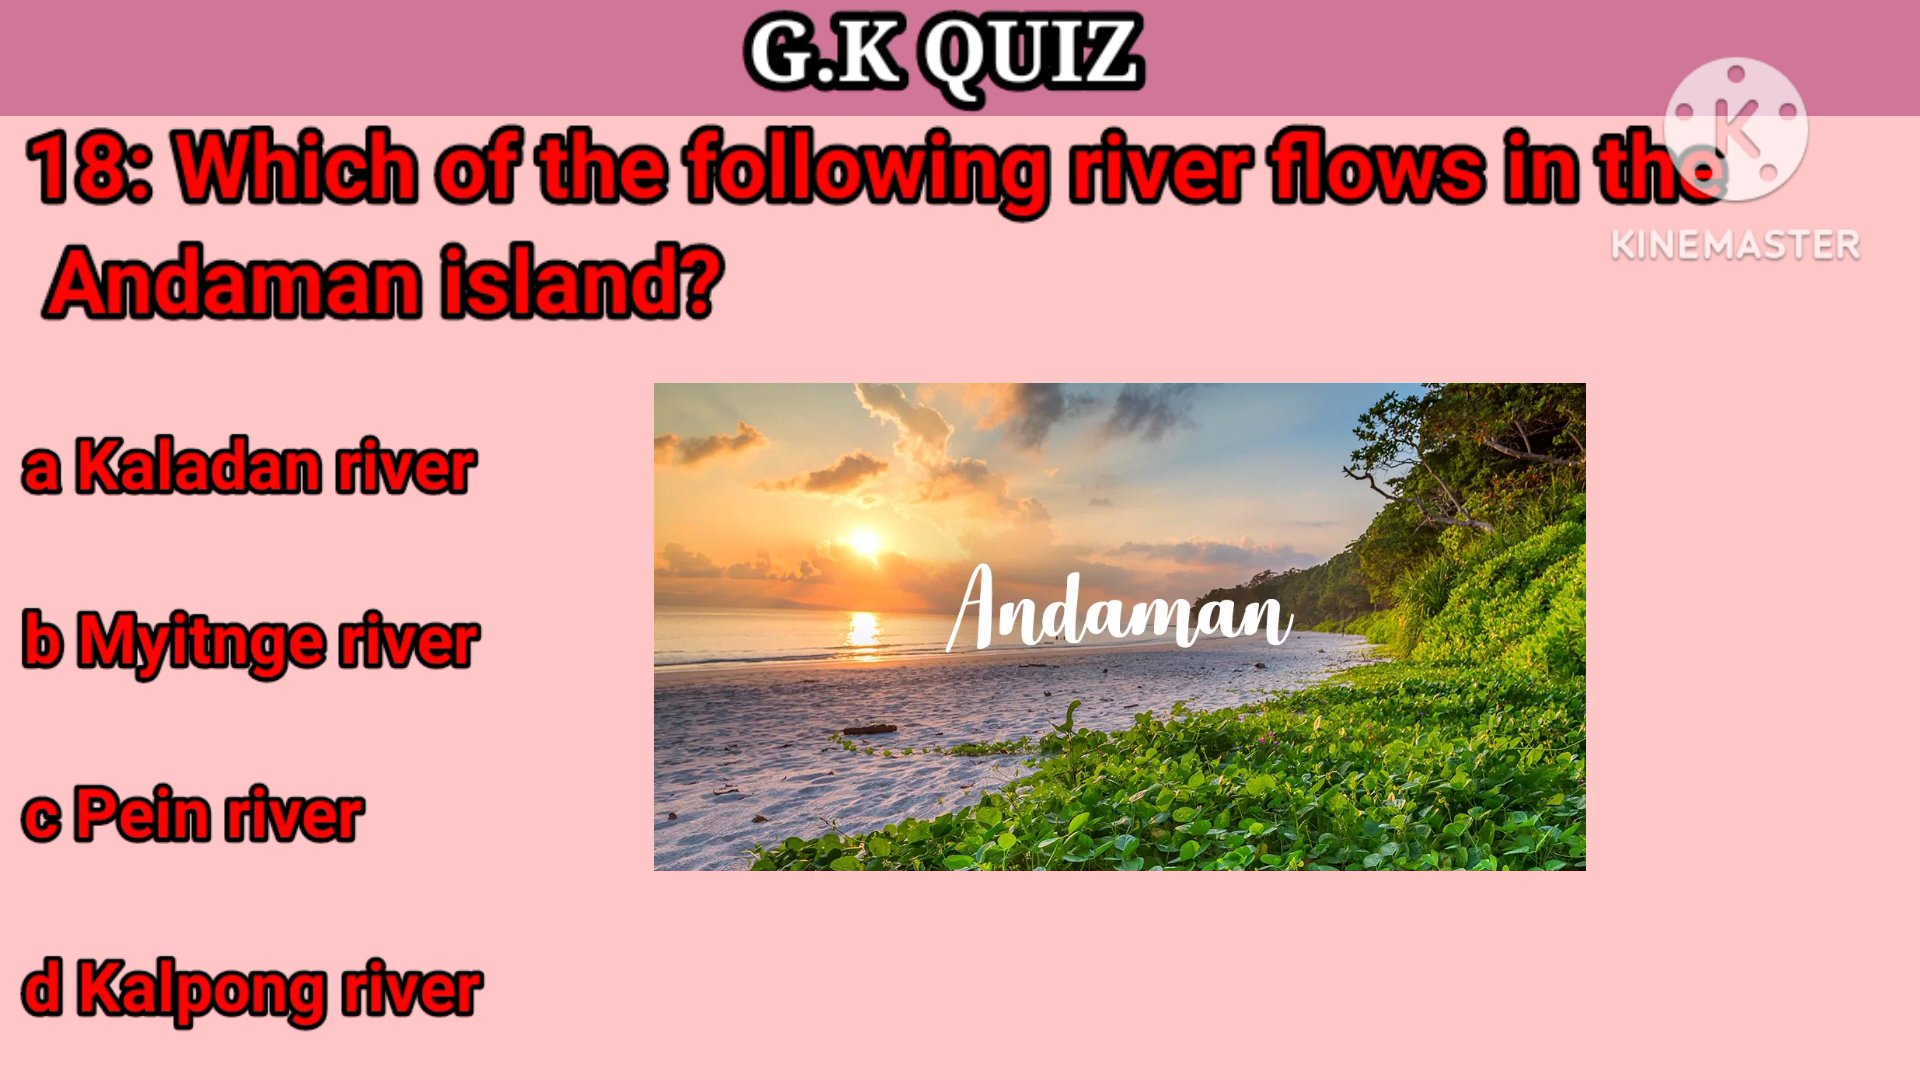 G.K QUIZ
18: Which of the following river flows in the
Andaman island?
K
KINEMASTER
a Kaladan river
b Myitnge river
Andaman
c Pein river
d Kalpong river